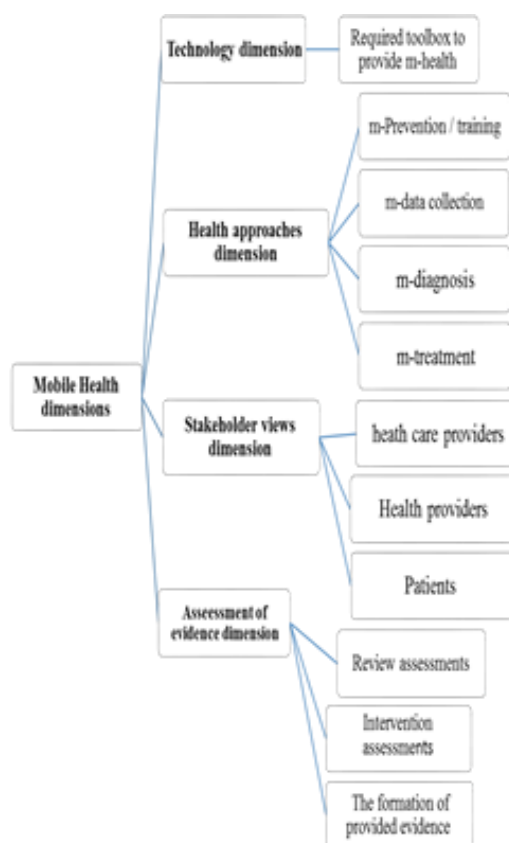 Technology dimension
Required toolbox to
provide m-health
Health approaches
dimension
m-Prevention / training
m-data collection
m-diagnosis
m-treatment
Mobile Health
dimensions
Stakeholder views
dimension
heath care providers
Health providers
Patients
Asseessment of
evidence dimension
Review assessments
Intervention
assessments
The formation of
provided evidence